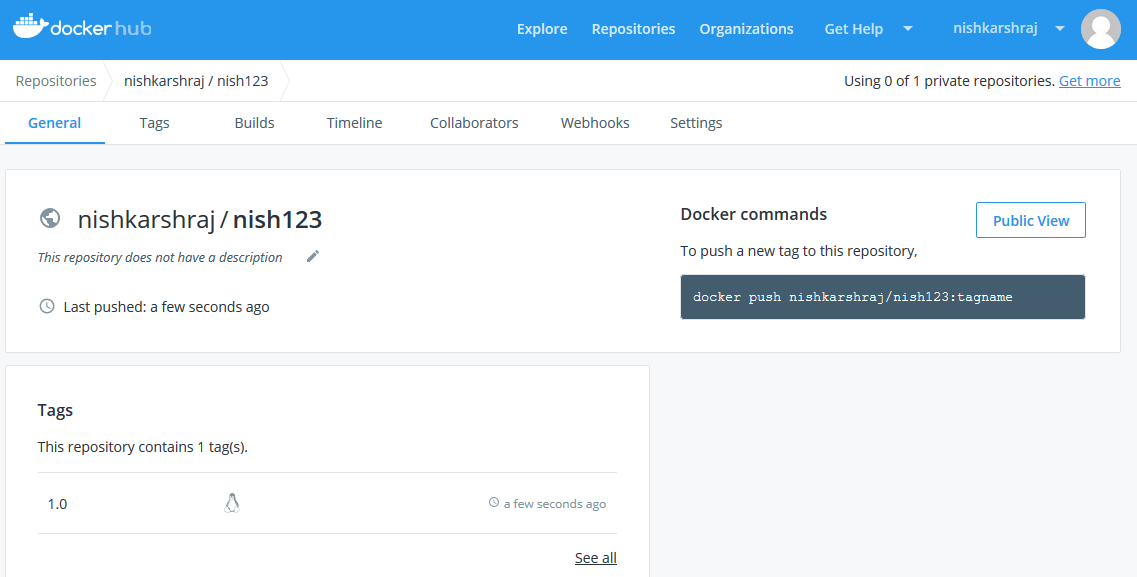 docker hub
Explore Repositories Organizations Get Help nishkarshraj
Repositories nishkarshraj / nish123 Using 0 of 1 private repositories. Get more
General Tags Builds Timeline Collaborators Webhooks Settings
nishkarshraj / nish123
This repository does not have a description
Last pushed: a few seconds ago
Docker commands
Public View
To push a new tag to this repository,
docker push nishkarshraj/nish123:tagname
Tags
This repository contains 1 tag(s).
1.0 a few seconds ago
See all